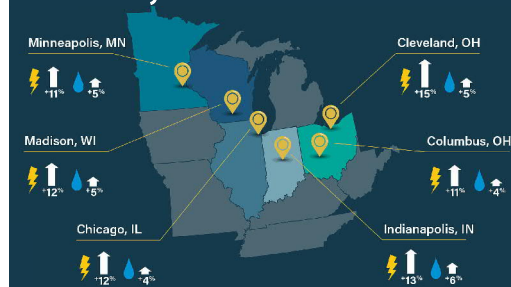 Minneapolis, MN
+11% +5%
Cleveland, OH
+15% +5%
Madison, WI
+12% +5%
Columbus, OH
+11% +4%
Chicago, IL
+12% +4%
Indianapolis, IN
+13% +6%